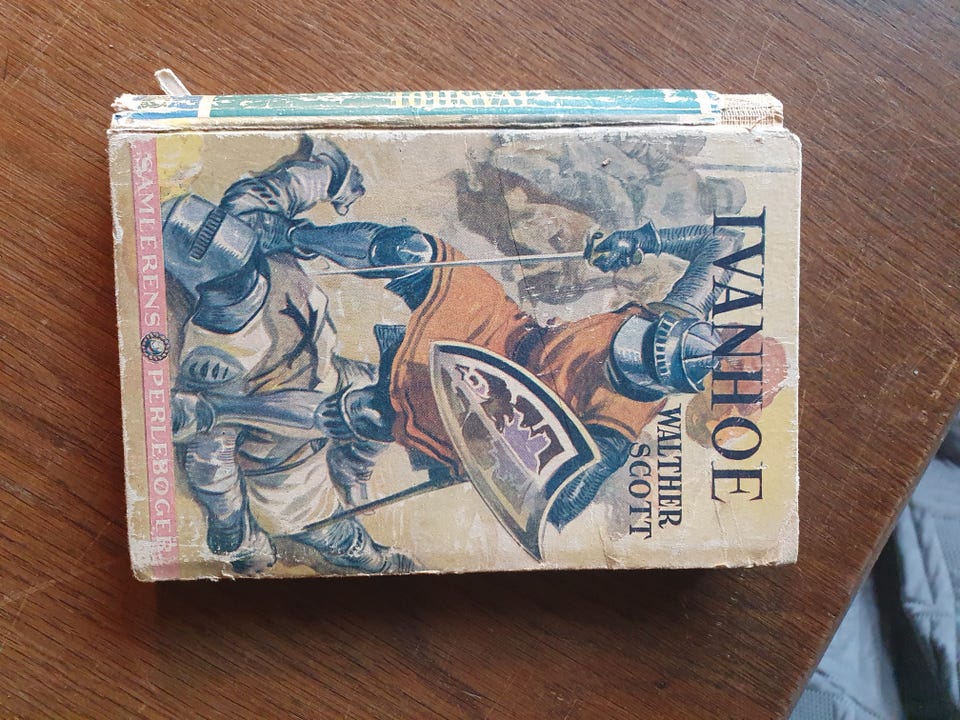 IVANHOE
WALTHER
SCOTT
SAMLERENS PERLEBØGER
IVANHOE